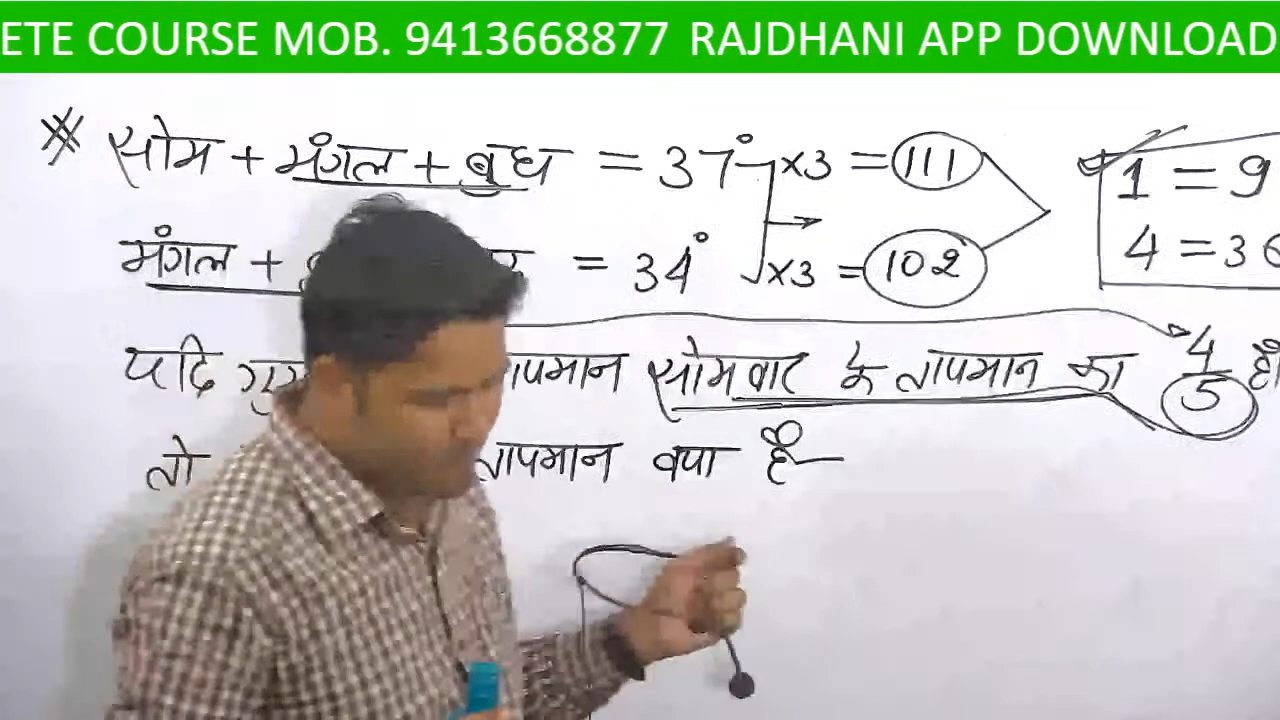 ETE COURSE MOB. 9413668877 RAJDHANI APP DOWNLOAD
सोम + मंगल + बुध = 37° ×3 = 111
मंगल + = 34° ×3 = 102
1 = 9
4 = 36
यदि तापमान सोमवार के तापमान का 4/5 हो
तो तापमान क्या है